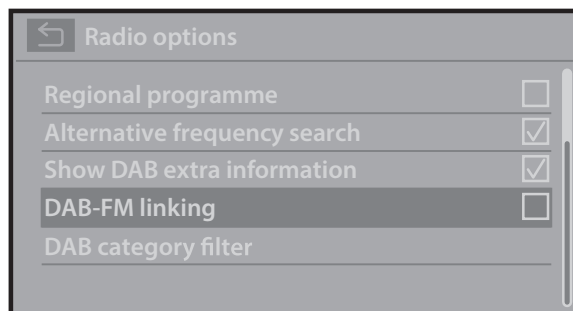 Radio options
Regional programme
Alternative frequency search
Show DAB extra information
DAB-FM linking
DAB category filter